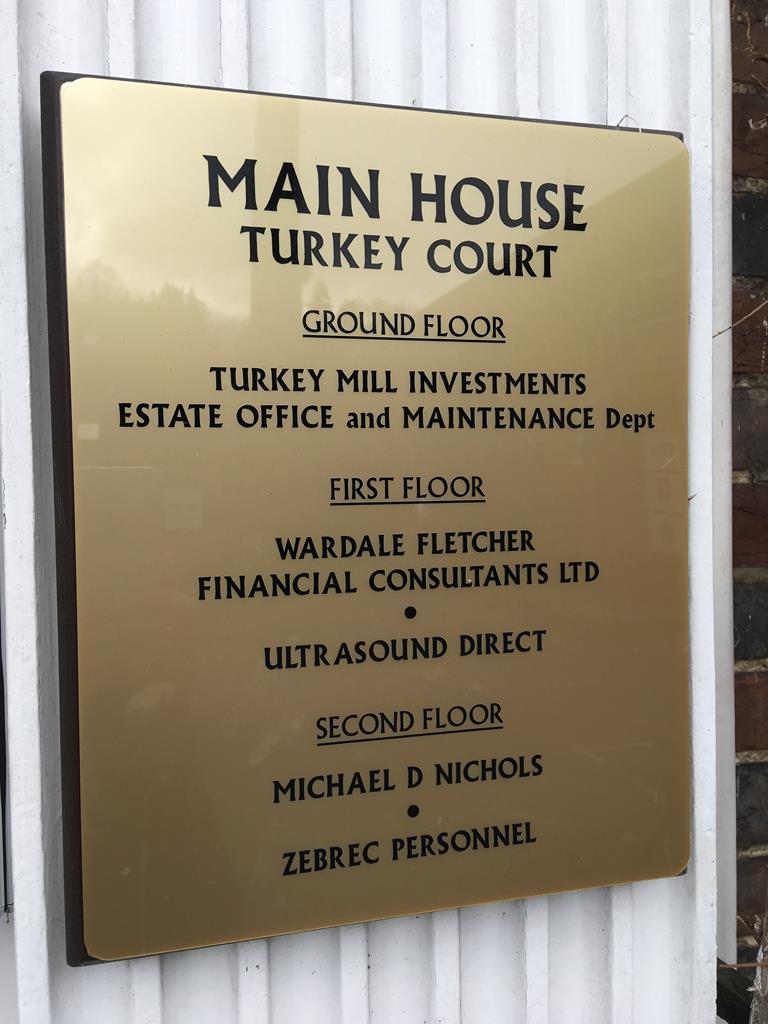 MAIN HOUSE
TURKEY COURT
GROUND FLOOR
TURKEY MILL INVESTMENTS
ESTATE OFFICE and MAINTENANCE Dept
FIRST FLOOR
WARDALE FLETCHER
FINANCIAL CONSULTANTS LTD
•
ULTRASOUND DIRECT
SECOND FLOOR
MICHAEL D NICHOLS
•
ZEBREC PERSONNEL